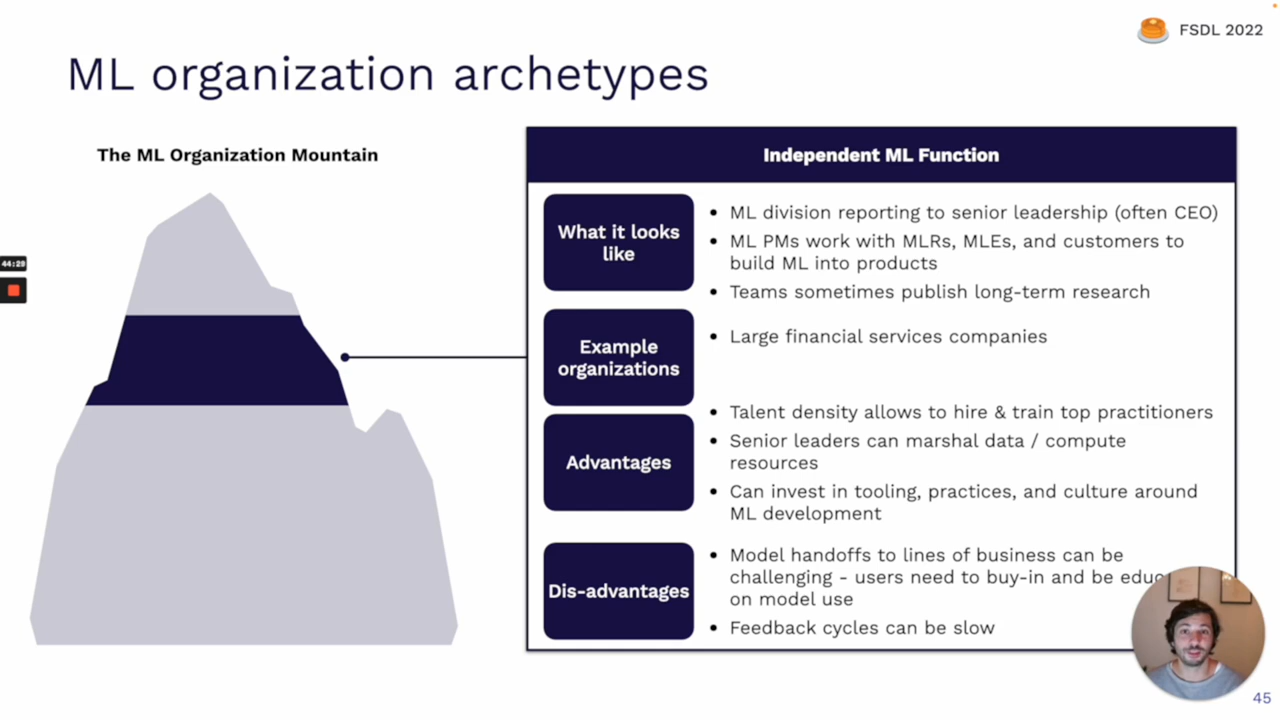 FSDL 2022
ML organization archetypes
The ML Organization Mountain
44:29
Independent ML Function
What it looks
like
• ML division reporting to senior leadership (often CEO)
• ML PMs work with MLRs, MLEs, and customers to
build ML into products
• Teams sometimes publish long-term research
Example
organizations
• Large financial services companies
Advantages
• Talent density allows to hire & train top practitioners
• Senior leaders can marshal data / compute
resources
• Can invest in tooling, practices, and culture around
ML development
Dis-advantages
• Model handoffs to lines of business can be
challenging - users need to buy-in and be
on model use
• Feedback cycles can be slow
45